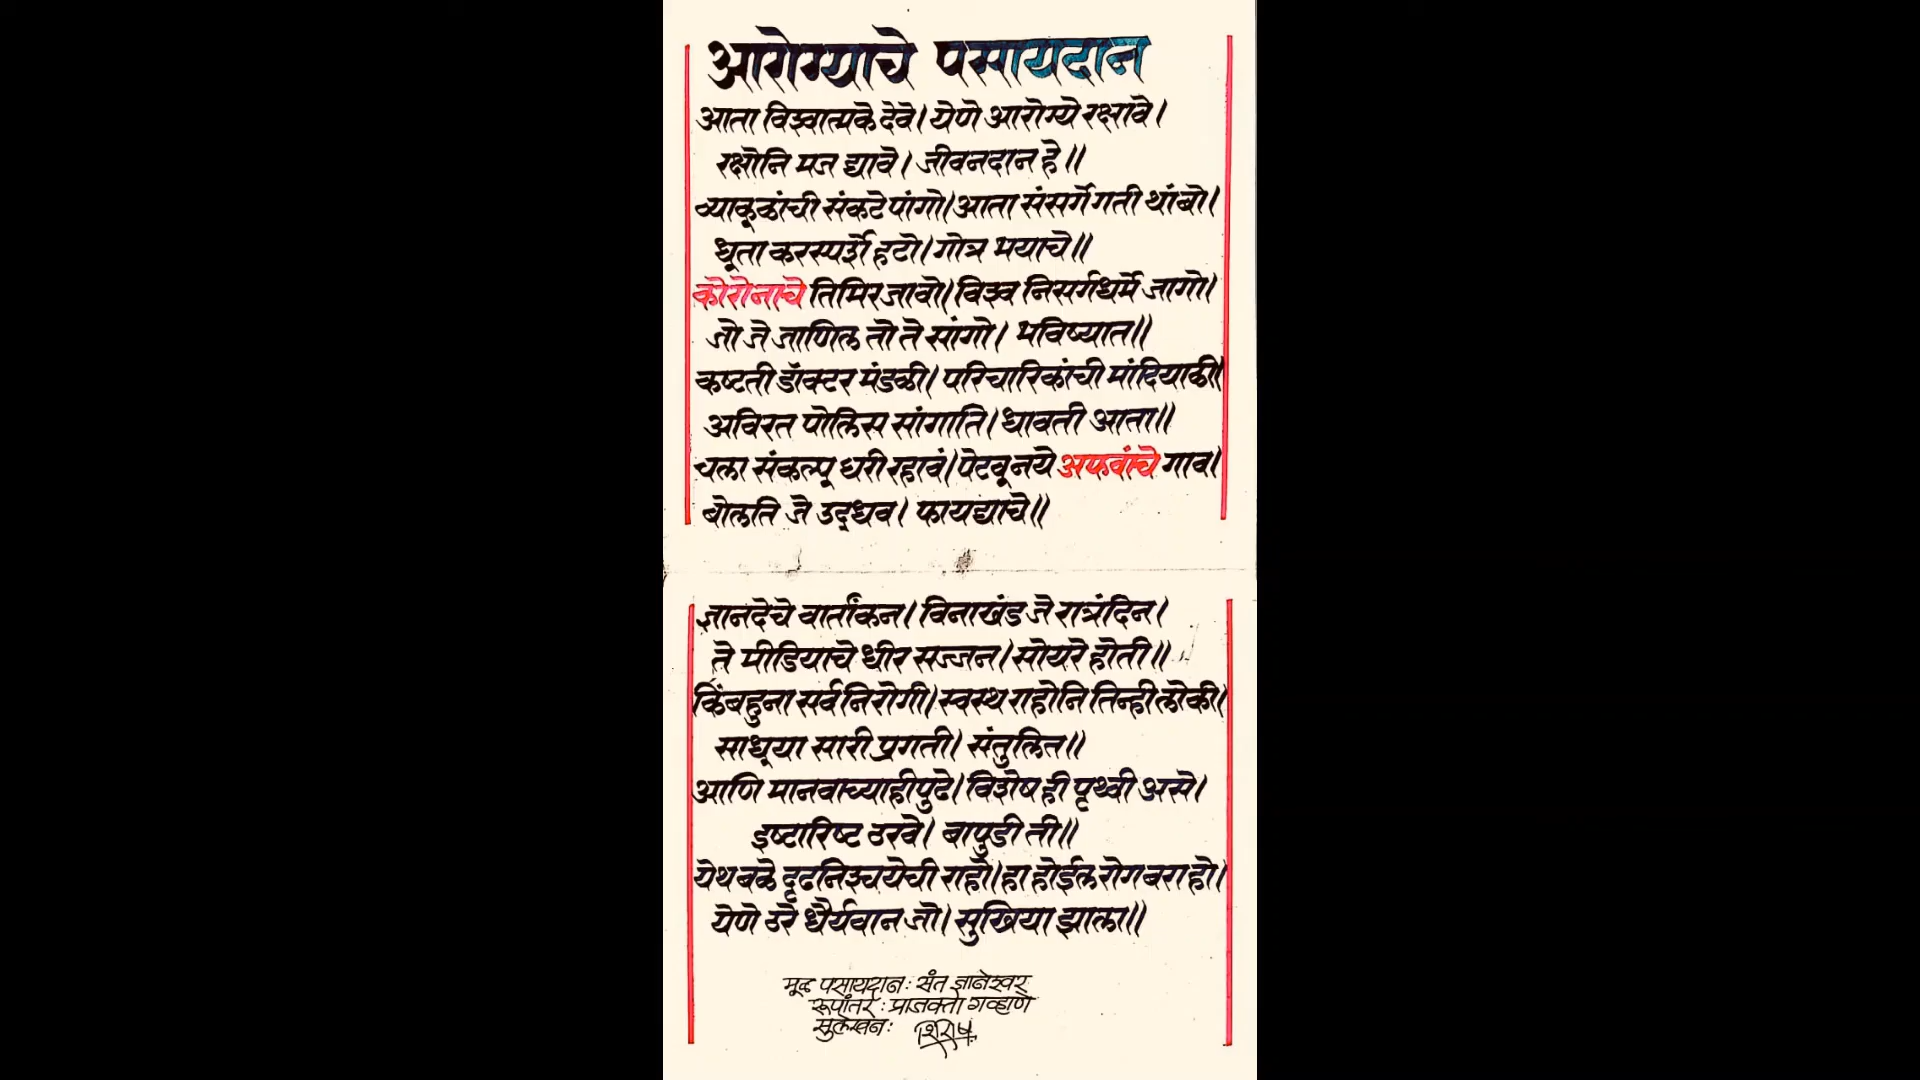 आरोग्याचे पसायदान
आता विश्वात्मके देवे। येणे आरोग्ये रक्षावे।
रक्षोनि मज द्यावे। जीवनदान हे॥
व्याकूळांची संकटे पांगो।आता संसर्गे गती थांबो।
धूता करस्पर्शे हटो।गोत्र भयाचे॥
कोरोनाचे तिमिर जावो।विश्व निसर्गधर्मे जागो।
जो जे जाणिल तो ते सांगो। भविष्यात॥
कष्टती डॉक्टर मंडळी। परिचारिकांची मांदियाळी।
अविरत पोलिस सांगाति।धावती आता॥
चला संकल्पू धरी रहावं।पेटवू नये अफवांचे गाव।
बोलति जे उद्धव। फायद्याचे॥
ज्ञानदेचे वार्तांकन। विनाखंड जे रात्रंदिन।
ते मीडियाचे धीर सज्जन।सोयरे होती॥
किंबहुना सर्व निरोगी।स्वस्थ राहोनि तिन्ही लोकी।
साधूया सारी प्रगती। संतुलित॥
आणि मानवाच्याहीपुढे।विशेष ही पृथ्वी असे।
इष्टारिष्ट ठरवे। बापुडी ती॥
येथ बळे दृढनिश्चयेची राहो।हा होईल रोग बरा हो।
येणे ठरे धैर्यवान जो। सुखिया झाला॥
मूळ पसायदान: संत ज्ञानेश्वर
रूपांतर : प्राजक्ता गव्हाणे
सुलेखन: शिरीष